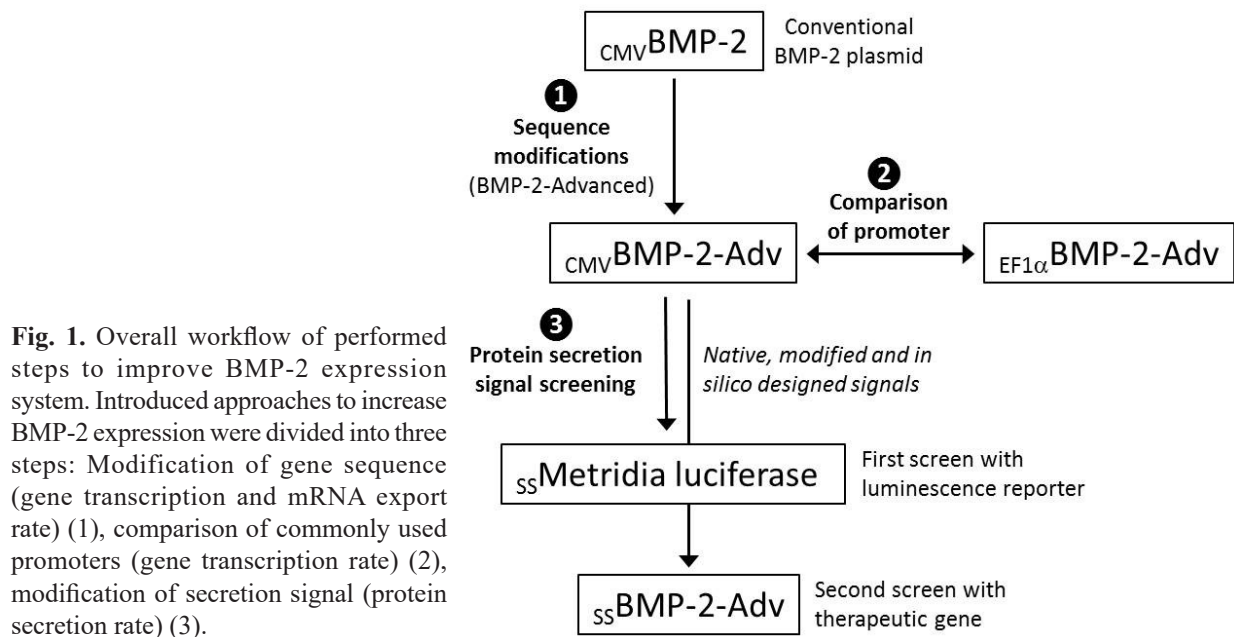 CMVBMP-2
Conventional
BMP-2 plasmid
1
Sequence
modifications
(BMP-2-Advanced)
2
Comparison
of promoter
CMVBMP-2-Adv
EF1αBMP-2-Adv
3
Protein secretion
signal screening
Native, modified and in
silico designed signals
SSMetridia luciferase
First screen with
luminescence reporter
SSBMP-2-Adv
Second screen with
therapeutic gene
Fig. 1. Overall workflow of performed
steps to improve BMP-2 expression
system. Introduced approaches to increase
BMP-2 expression were divided into three
steps: Modification of gene sequence
(gene transcription and mRNA export
rate) (1), comparison of commonly used
promoters (gene transcription rate) (2),
modification of secretion signal (protein
secretion rate) (3).